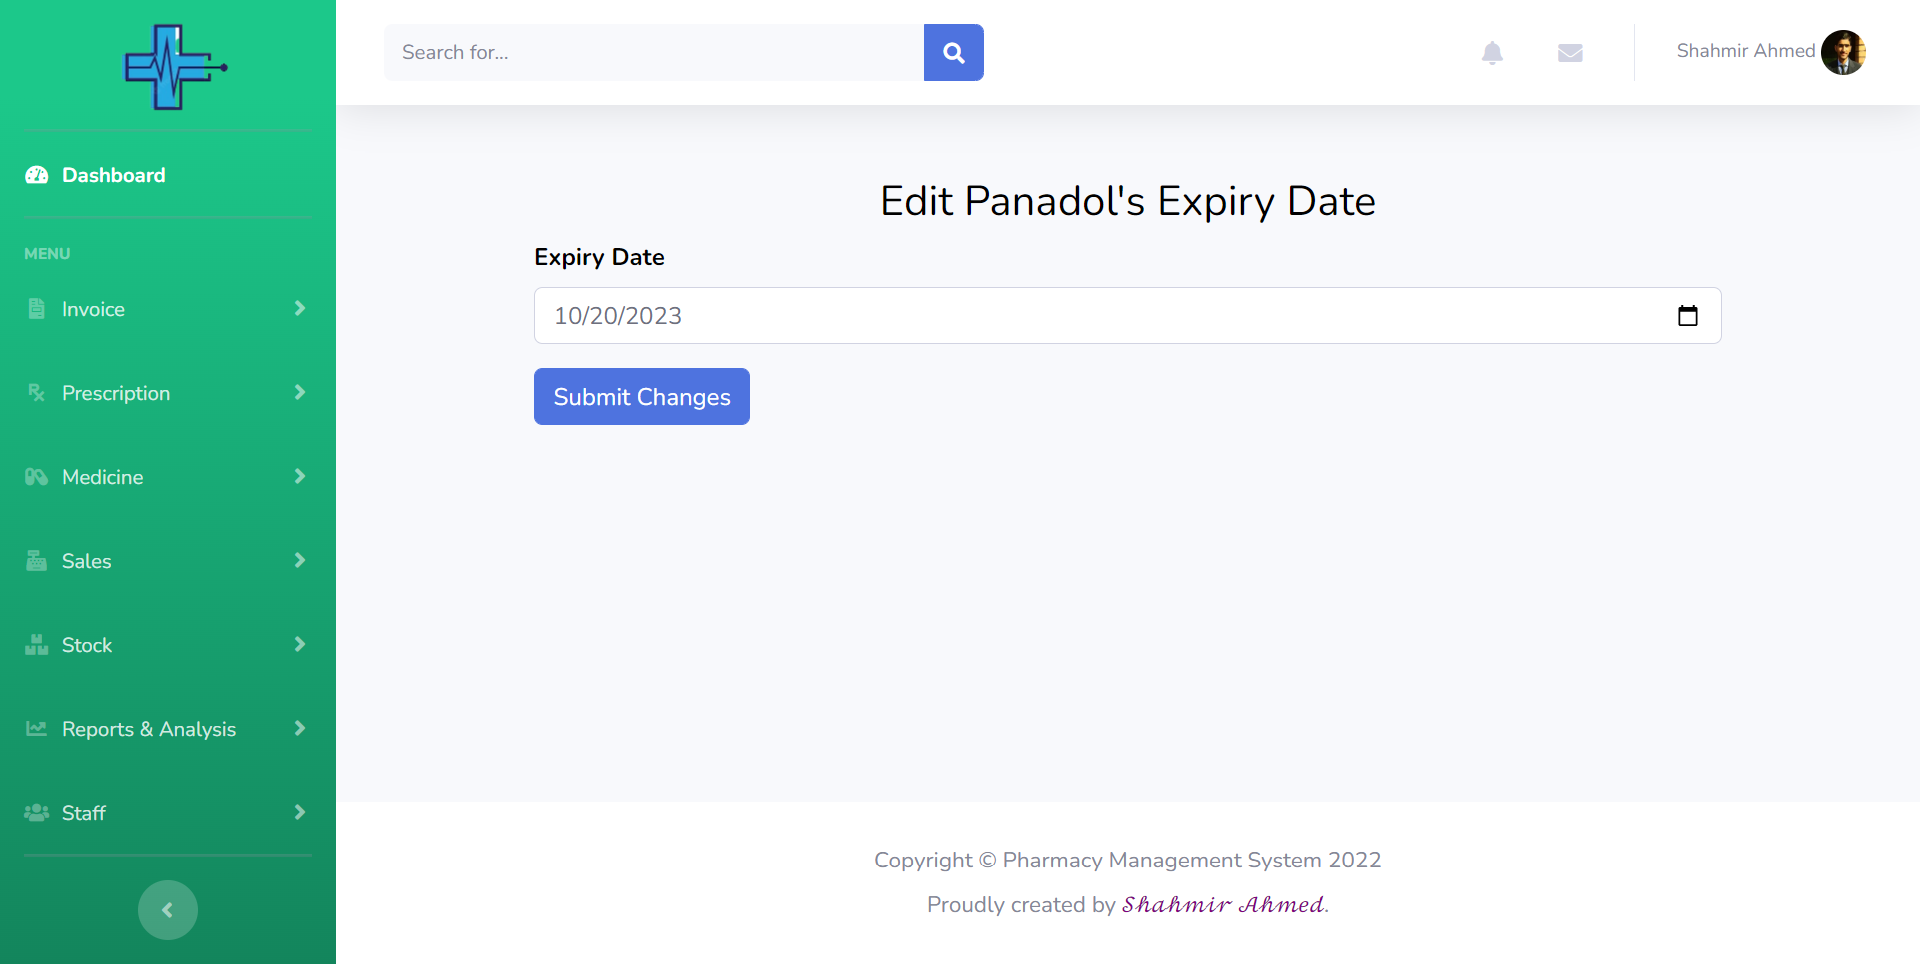 Search for...
Shahmir Ahmed
Dashboard
MENU
Invoice
Prescription
Medicine
Sales
Stock
Reports & Analysis
Staff
Edit Panadol's Expiry Date
Expiry Date
10/20/2023
Submit Changes
Copyright © Pharmacy Management System 2022
Proudly created by Shahmir Ahmed.